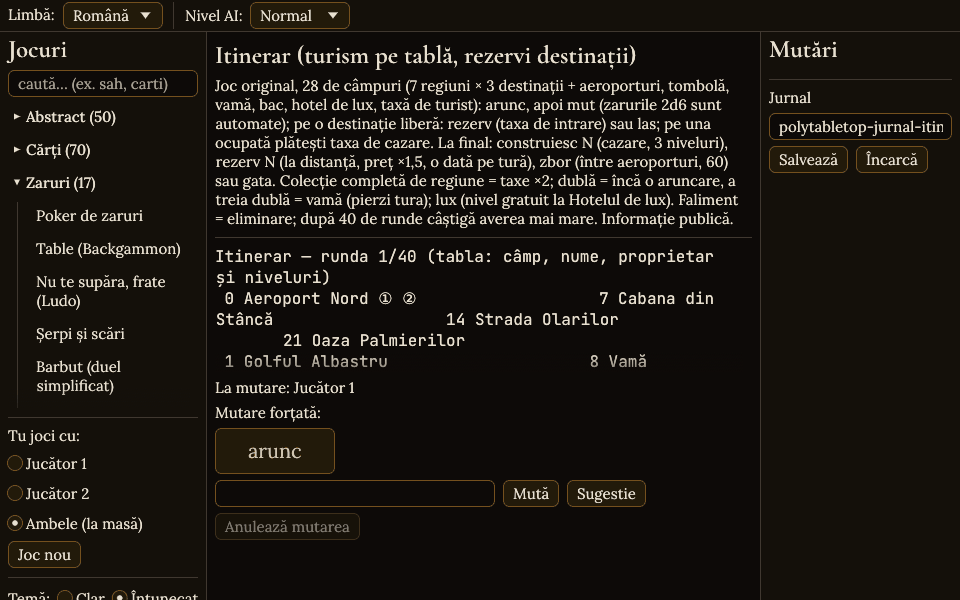 Limbă: Română ▼ Nivel AI: Normal ▼
Jocuri
caută... (ex. sah, carti)
▸ Abstract (50)
▸ Cărți (70)
▾ Zaruri (17)
Poker de zaruri
Table (Backgammon)
Nu te supăra, frate
(Ludo)
Șerpi și scări
Barbut (duel
simplificat)
Tu joci cu:
Jucător 1
Jucător 2
Ambele (la masă)
Joc nou
Temă: Clar Întunecat
Itinerar (turism pe tablă, rezervi destinații)
Joc original, 28 de câmpuri (7 regiuni × 3 destinații + aeroporturi, tombolă,
vamă, bac, hotel de lux, taxă de turist): arunc, apoi mut (zarurile 2d6 sunt
automate); pe o destinație liberă: rezerv (taxa de intrare) sau las; pe una
ocupată plătești taxa de cazare. La final: construiesc N (cazare, 3 niveluri),
rezerv N (la distanță, preț ×1,5, o dată pe tură), zbor (între aeroporturi, 60)
sau gata. Colecție completă de regiune = taxe ×2; dublă = încă o aruncare, a
treia dublă = vamă (pierzi tura); lux (nivel gratuit la Hotelul de lux). Faliment
= eliminare; după 40 de runde câștigă averea mai mare. Informație publică.
Itinerar — runda 1/40 (tabla: câmp, nume, proprietar
și niveluri)
0 Aeroport Nord ① ② 7 Cabana din
Stâncă 14 Strada Olarilor
21 Oaza Palmierilor
1 Golful Albastru 8 Vamă
La mutare: Jucător 1
Mutare forțată:
arunc
Mută Sugestie
Anulează mutarea
Mutări
Jurnal
polytabletop-jurnal-itin
Salvează Încarcă